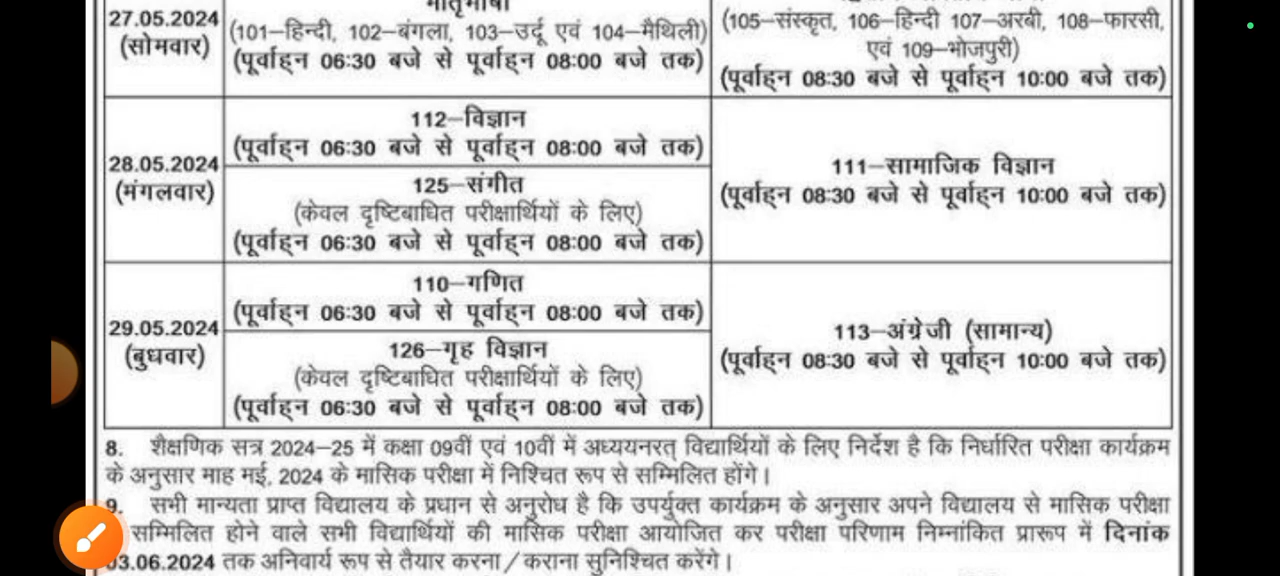 27.05.2024
(सोमवार)
मातृभाषा
(101–हिन्दी, 102–बंगला, 103–उर्दू एवं 104–मैथिली)
(पूर्वाह्न 06:30 बजे से पूर्वाह्न 08:00 बजे तक)
(105–संस्कृत, 106–हिन्दी 107–अरबी, 108–फारसी,
एवं 109–भोजपुरी)
(पूर्वाह्न 08:30 बजे से पूर्वाह्न 10:00 बजे तक)
28.05.2024
(मंगलवार)
112–विज्ञान
(पूर्वाह्न 06:30 बजे से पूर्वाह्न 08:00 बजे तक)
125–संगीत
(केवल दृष्टिबाधित परीक्षार्थियों के लिए)
(पूर्वाह्न 06:30 बजे से पूर्वाह्न 08:00 बजे तक)
111–सामाजिक विज्ञान
(पूर्वाह्न 08:30 बजे से पूर्वाह्न 10:00 बजे तक)
29.05.2024
(बुधवार)
110–गणित
(पूर्वाह्न 06:30 बजे से पूर्वाह्न 08:00 बजे तक)
126–गृह विज्ञान
(केवल दृष्टिबाधित परीक्षार्थियों के लिए)
(पूर्वाह्न 06:30 बजे से पूर्वाह्न 08:00 बजे तक)
113–अंग्रेजी (सामान्य)
(पूर्वाह्न 08:30 बजे से पूर्वाह्न 10:00 बजे तक)
8. शैक्षणिक सत्र 2024–25 में कक्षा 09वीं एवं 10वीं में अध्ययनरत् विद्यार्थियों के लिए निर्देश है कि निर्धारित परीक्षा कार्यक्रम
के अनुसार माह मई, 2024 के मासिक परीक्षा में निश्चित रूप से सम्मिलित होंगे।
9. सभी मान्यता प्राप्त विद्यालय के प्रधान से अनुरोध है कि उपर्युक्त कार्यक्रम के अनुसार अपने विद्यालय से मासिक परीक्षा
सम्मिलित होने वाले सभी विद्यार्थियों की मासिक परीक्षा आयोजित कर परीक्षा परिणाम निम्नांकित प्रारूप में दिनांक
03.06.2024 तक अनिवार्य रूप से तैयार करना/कराना सुनिश्चित करेंगे।